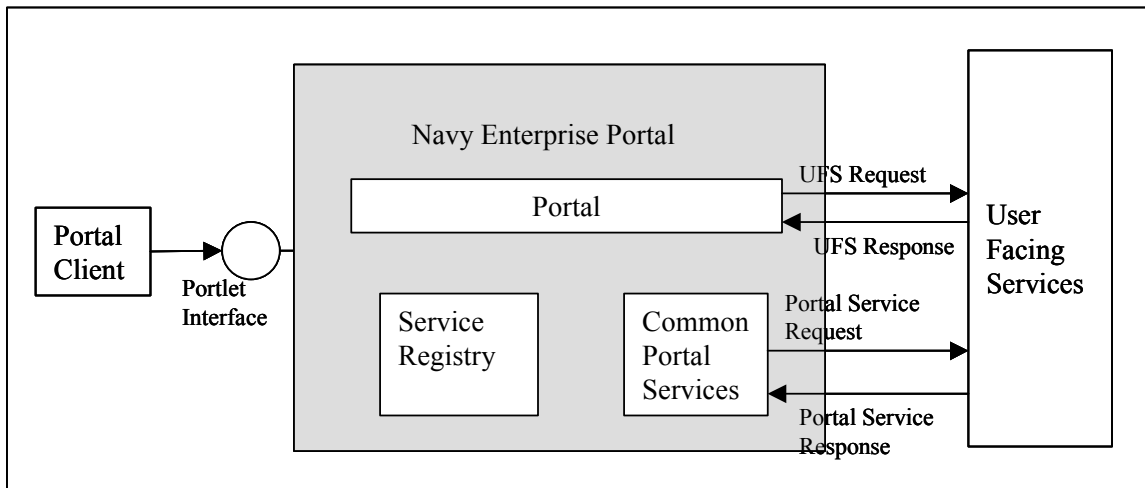 Navy Enterprise Portal
Portal
Portal
Client
Portlet
Interface
Service
Registry
Common
Portal
Services
UFS Request
UFS Response
Portal Service
Request
Portal Service
Response
User
Facing
Services